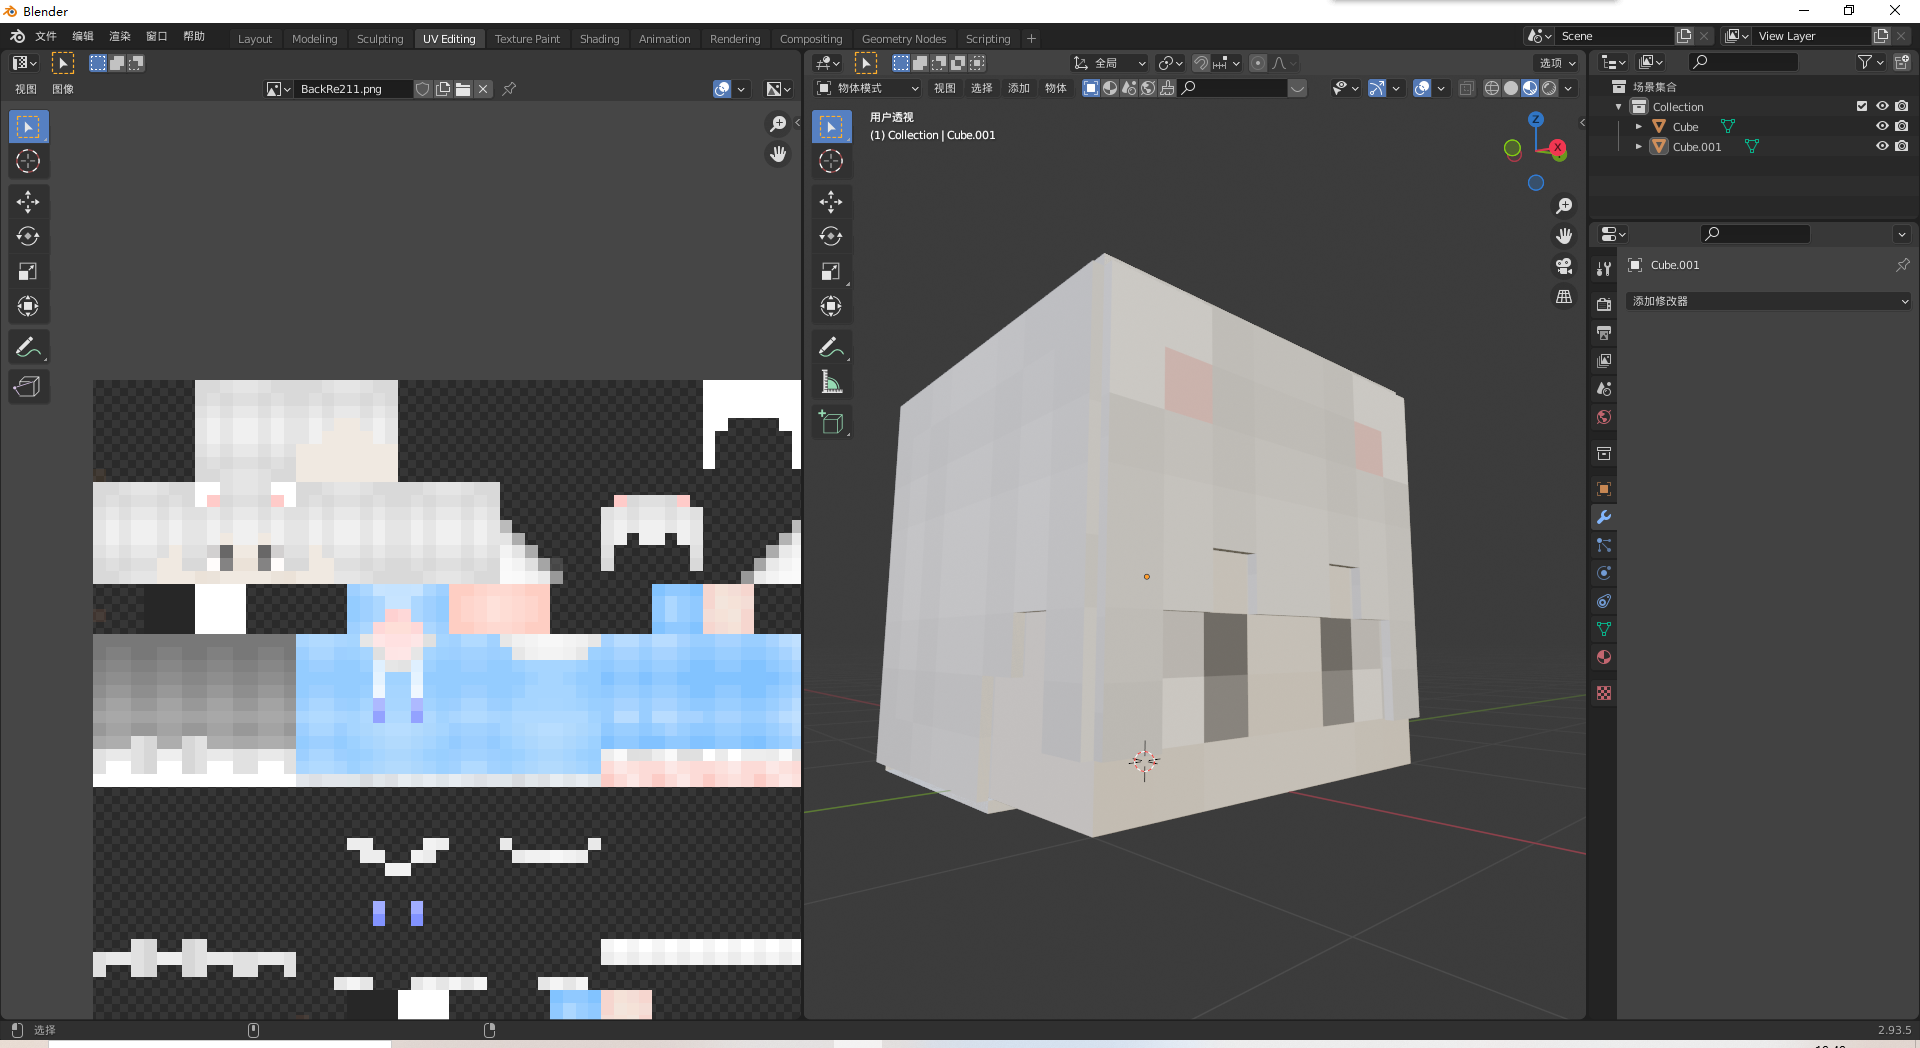 Blender
文件 编辑 渲染 窗口 帮助 Layout Modeling Sculpting UV Editing Texture Paint Shading Animation Rendering Compositing Geometry Nodes Scripting + Scene View Layer
全局 选项
视图 图像 BackRe211.png 物体模式 视图 选择 添加 物体
场景集合
Collection
Cube
Cube.001
用户透视
(1) Collection | Cube.001
Z
X
Cube.001
添加修改器
选择
2.93.5